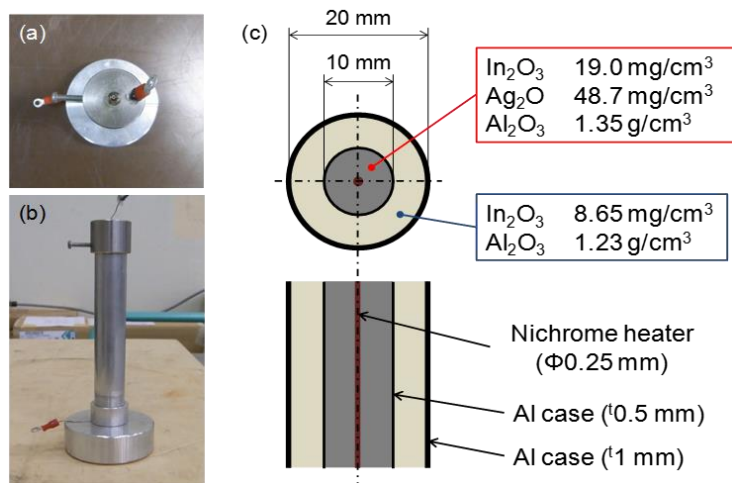 (a)
(b)
(c)
20 mm
10 mm
In₂O₃ 19.0 mg/cm³
Ag₂O 48.7 mg/cm³
Al₂O₃ 1.35 g/cm³
In₂O₃ 8.65 mg/cm³
Al₂O₃ 1.23 g/cm³
Nichrome heater
(Φ0.25 mm)
Al case (ᵗ0.5 mm)
Al case (ᵗ1 mm)